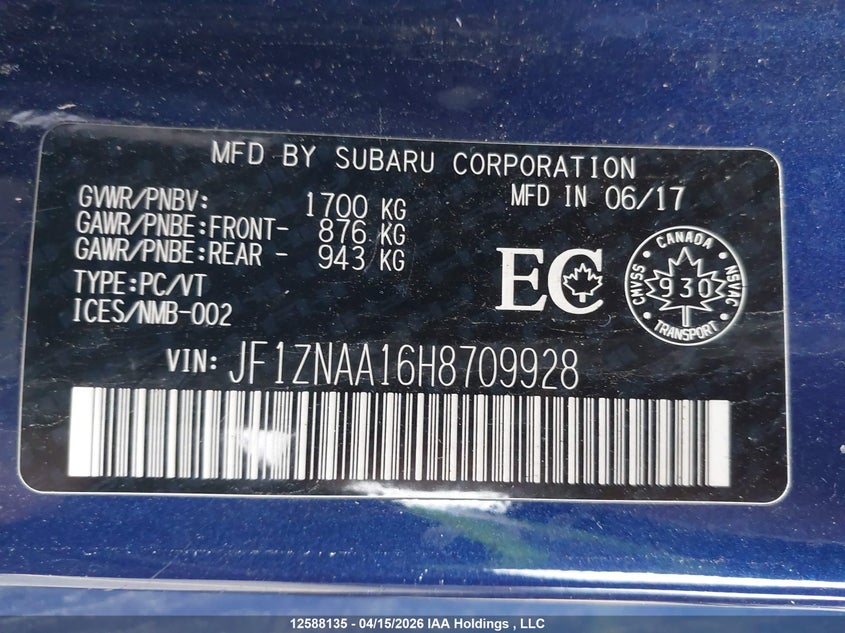 MFD BY SUBARU CORPORATION
GVWR/PNBV: 1700 KG
MFD IN 06/17
GAWR/PNBE:FRONT- 876 KG
GAWR/PNBE:REAR - 943 KG
TYPE:PC/VT
ICES/NMB-002
EC
CANADA
CMVSS 930 NSVAC
TRANSPORT
VIN: JF1ZNAA16H8709928
12588135 - 04/15/2026 IAA Holdings , LLC